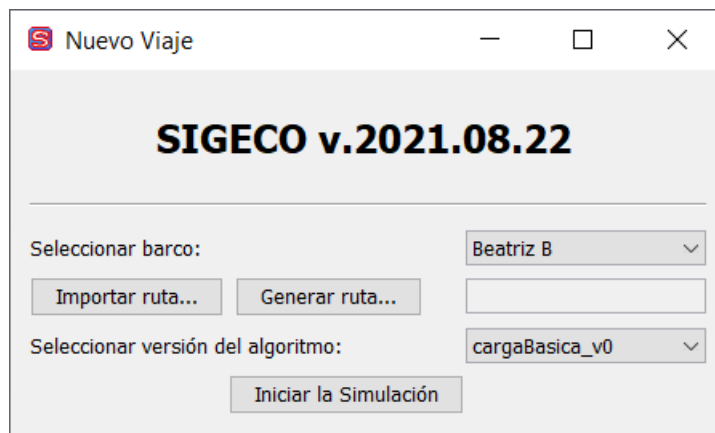 S Nuevo Viaje
SIGECO v.2021.08.22
Seleccionar barco: Beatriz B
Importar ruta... Generar ruta...
Seleccionar versión del algoritmo: cargaBasica_v0
Iniciar la Simulación